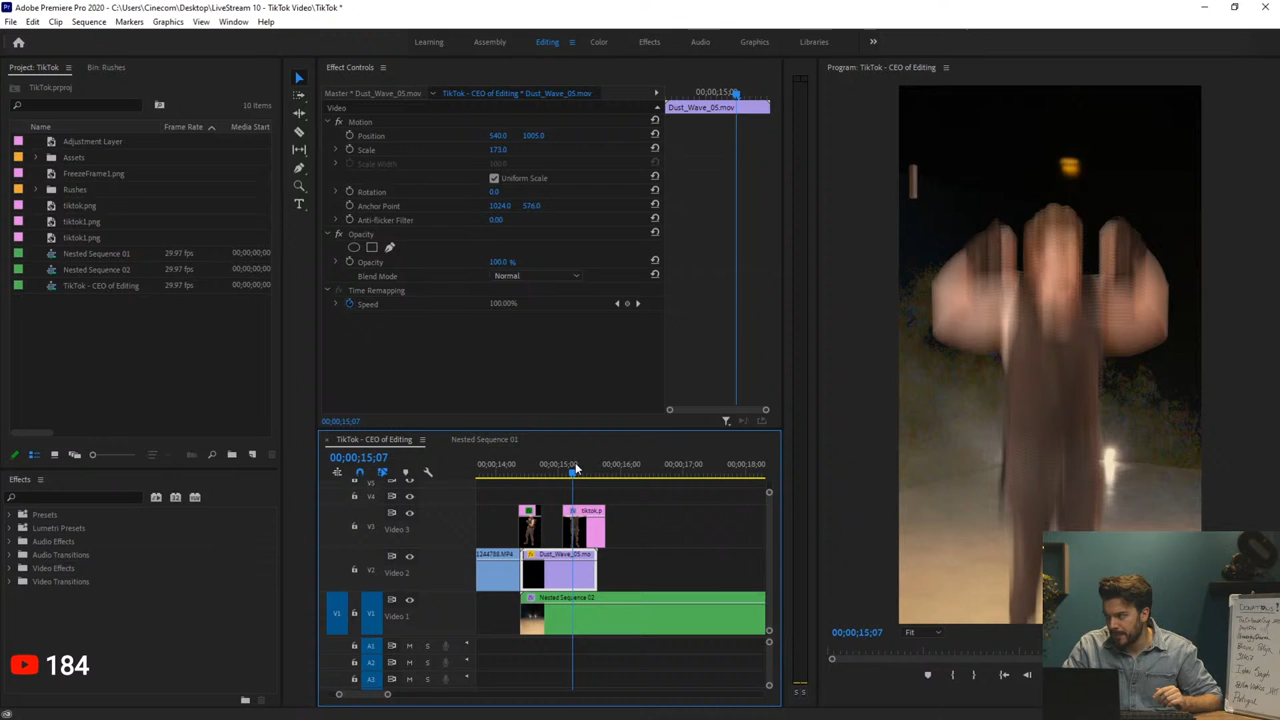 Adobe Premiere Pro 2020 - C:\Users\Cinecom\Desktop\LiveStream 10 - TikTok Video\TikTok *
File Edit Clip Sequence Markers Graphics View Window Help
Learning Assembly Editing Color Effects Audio Graphics Libraries
Project: TikTok Bin: Rushes
TikTok.prproj
10 Items
Name Frame Rate Media Start
Adjustment Layer
Assets
FreezeFrame1.png
Rushes
tiktok.png
tiktok1.png
tiktok1.png
Nested Sequence 01 29.97 fps 00;00;00;00
Nested Sequence 02 29.97 fps 00;00;00;00
TikTok - CEO of Editing 29.97 fps 00;00;00;00
Effects
Presets
Lumetri Presets
Audio Effects
Audio Transitions
Video Effects
Video Transitions
184
Effect Controls
Master * Dust_Wave_05.mov TikTok - CEO of Editing * Dust_Wave_05.mov
00;00;15;0
Video Dust_Wave_05.mov
fx Motion
Position 540.0 1005.0
Scale 173.0
Scale Width 100.0
Uniform Scale
Rotation 0.0
Anchor Point 1024.0 576.0
Anti-flicker Filter 0.00
fx Opacity
Opacity 100.0 %
Blend Mode Normal
fx Time Remapping
Speed 100.00%
00;00;15;07
TikTok - CEO of Editing Nested Sequence 01
00;00;15;07
00;00;14;00 00;00;15;00 00;00;16;00 00;00;17;00 00;00;18;00
V5
V4
V3 Video 3
tiktok.p
V2 Video 2
1244788.MP4 Dust_Wave_05.mo
V1 V1 Video 1
Nested Sequence 02
A1 M S
A2 M S
A3 M S
S S
Program: TikTok - CEO of Editing
00;00;15;07 Fit